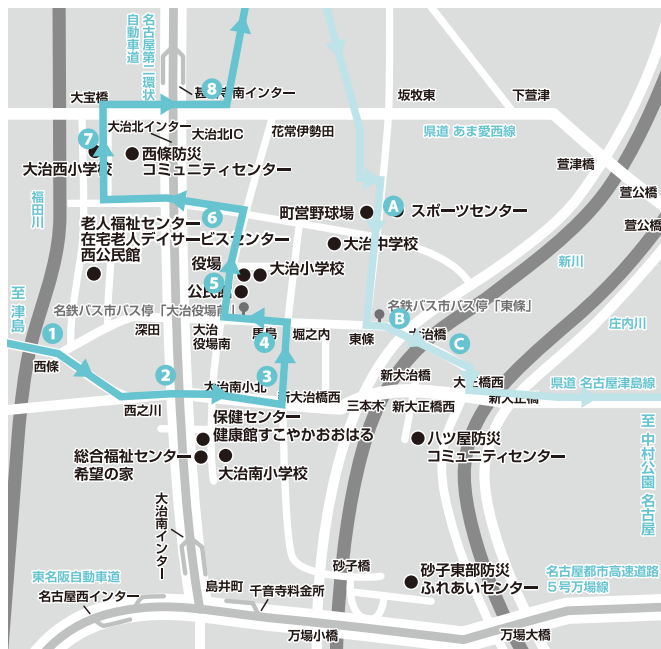 名古屋第二環状
自動車道
8
大宝橋
南インター
坂牧東
下萱津
大治北インター
大治北IC
花常伊勢田
県道 あま愛西線
7
大治西小学校
西條防災
コミュニティセンター
萱津橋
萱公橋
萱公橋
福田川
A
町営野球場
スポーツセンター
6
老人福祉センター
在宅老人デイサービスセンター
西公民館
大治中学校
新川
役場
大治小学校
5
公民館
至 津島
名鉄バス市バス停「大治役場前」
名鉄バス市バス停「東條」
庄内川
1
深田
大治
役場南
馬島
4
堀之内
東條
B
大治橋
C
西條
2
3
大治南小北
新大治橋
大正橋西
県道 名古屋津島線
西之川
新大治橋西
三本木
新大正橋西
新大正橋
至 中村公園 名古屋
保健センター
健康館すこやかおおはる
総合福祉センター
希望の家
大治南小学校
八ツ屋防災
コミュニティセンター
大治南インター
砂子橋
砂子東部防災
ふれあいセンター
名古屋都市高速道路
5号万場線
東名阪自動車道
名古屋西インター
島井町
千音寺料金所
万場小橋
万場大橋